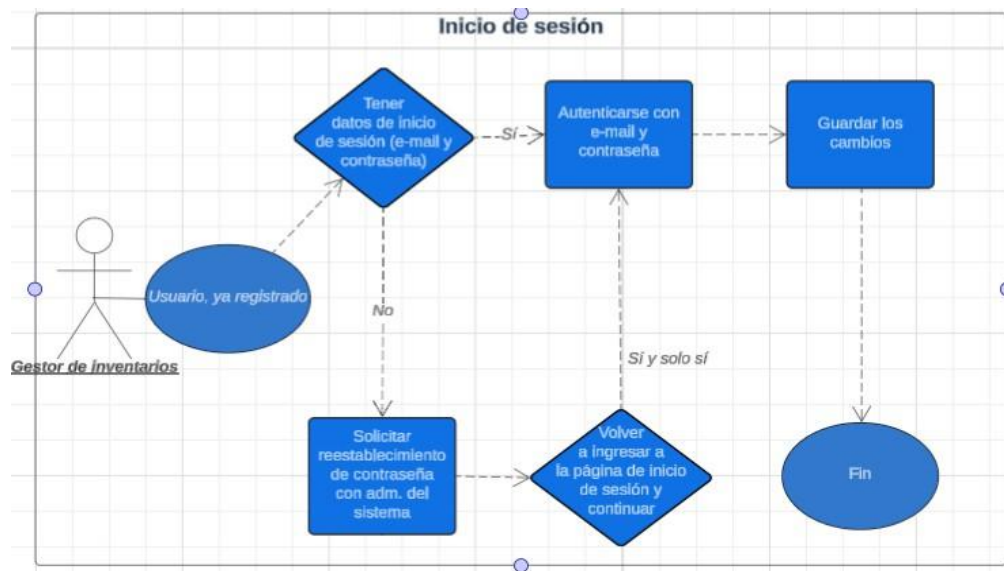 Inicio de sesión
Tener
datos de inicio
de sesión (e-mail y
contraseña)
Sí
Autenticarse con
e-mail y
contraseña
Guardar los
cambios
Usuario, ya registrado
Gestor de inventarios
No
Sí y solo sí
Solicitar
reestablecimiento
de contraseña
con adm. del
sistema
Volver
a ingresar a
la página de inicio
de sesión y
continuar
Fin